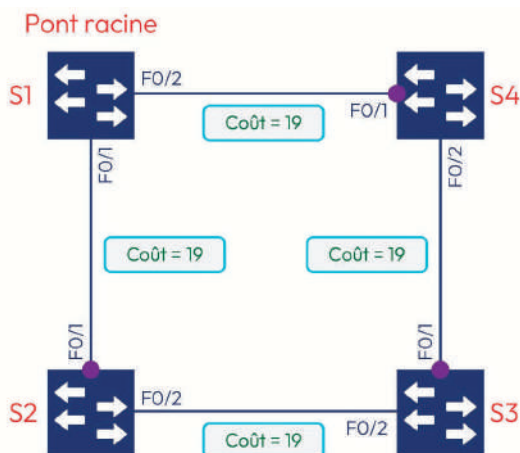 Pont racine
S1
F0/2
F0/1
S4
Coût = 19
F0/1
F0/2
Coût = 19
Coût = 19
F0/1
F0/1
S2
F0/2
F0/2
S3
Coût = 19